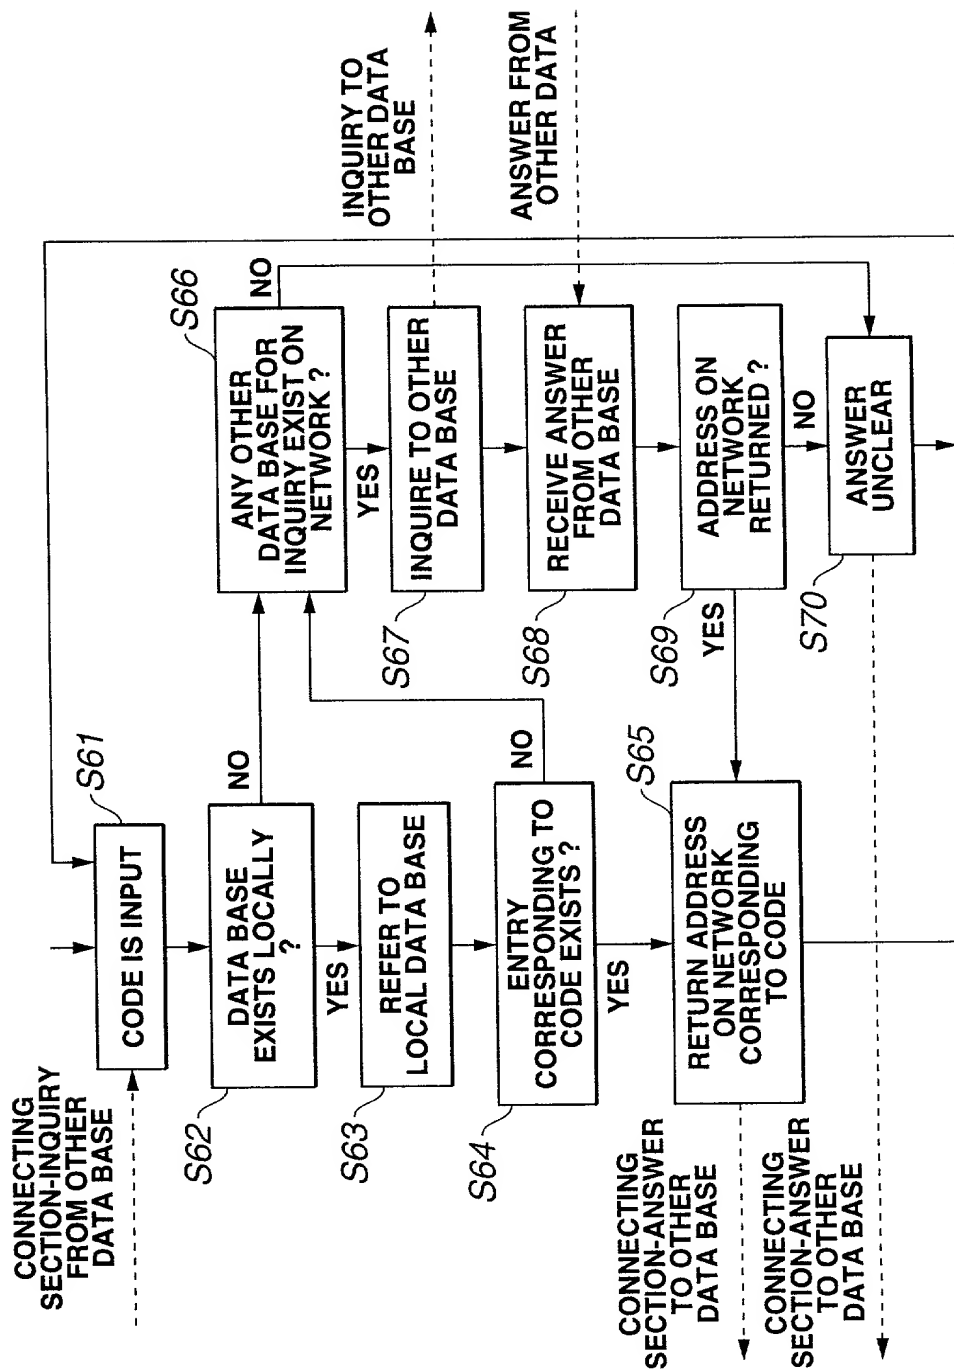 CONNECTING
SECTION-INQUIRY
FROM OTHER
DATA BASE
S61
CODE IS INPUT
S62
DATA BASE
EXISTS LOCALLY
?
NO
YES
S63
REFER TO
LOCAL DATA BASE
S64
ENTRY
CORRESPONDING TO
CODE EXISTS ?
NO
YES
S65
RETURN ADDRESS
ON NETWORK
CORRESPONDING
TO CODE
CONNECTING
SECTION-ANSWER
TO OTHER
DATA BASE
CONNECTING
SECTION-ANSWER
TO OTHER
DATA BASE
S66
ANY OTHER
DATA BASE FOR
INQUIRY EXIST ON
NETWORK ?
NO
YES
S67
INQUIRE TO OTHER
DATA BASE
INQUIRY TO
OTHER DATA
BASE
S68
RECEIVE ANSWER
FROM OTHER
DATA BASE
ANSWER FROM
OTHER DATA
S69
ADDRESS ON
NETWORK
RETURNED ?
YES
NO
S70
ANSWER
UNCLEAR